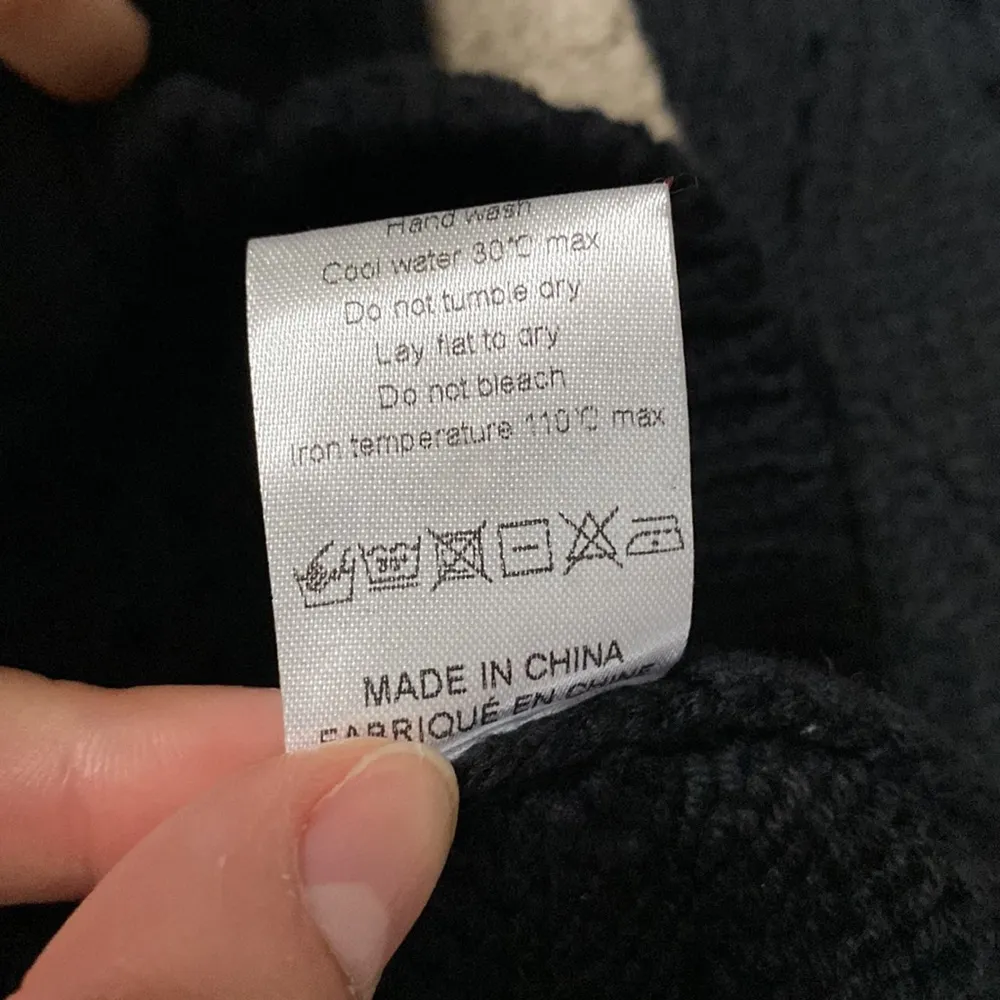 Hand wash
Cool water 30°C max
Do not tumble dry
Lay flat to dry
Do not bleach
Iron temperature 110°C max
30°
MADE IN CHINA
FABRIQUÉ EN CHINE